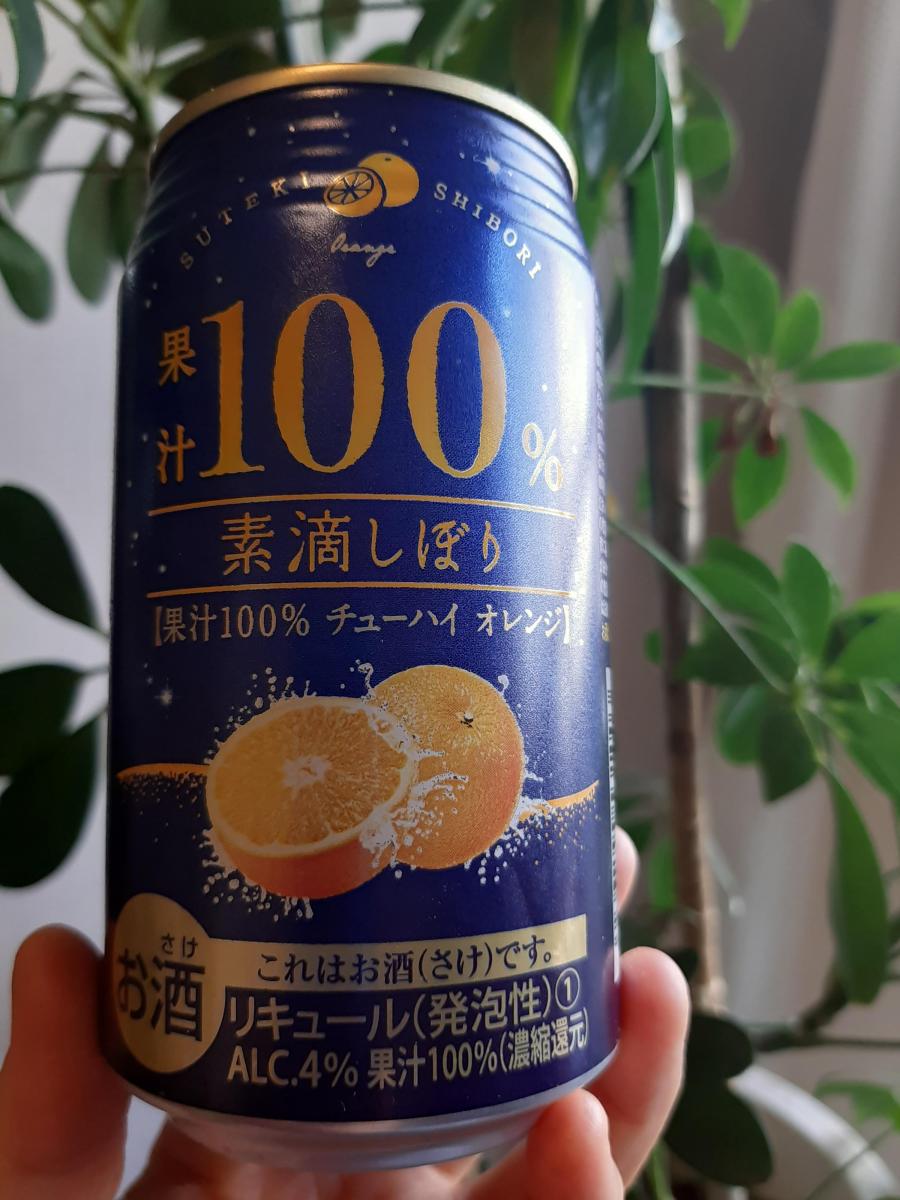 SUTEKI SHIBORI
Orange
果汁100%
素滴しぼり
【果汁100% チューハイ オレンジ】
さけ
お酒
これはお酒(さけ)です。
リキュール(発泡性)①
ALC.4% 果汁100%(濃縮還元)